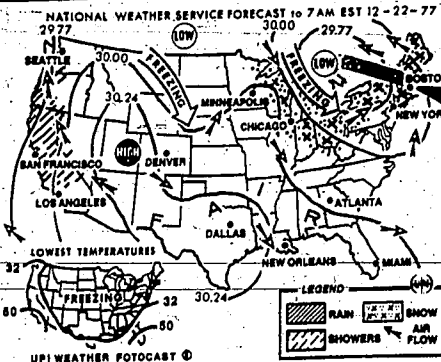 NATIONAL WEATHER SERVICE FORECAST to 7 AM EST 12-22-77
30.00
29.77
LOW
29.77
SEATTLE
30.00
FREEZING
LOW
FREEZING
BOSTON
30.24
MINNEAPOLIS
NEW YORK
CHICAGO
HIGH
DENVER
SAN FRANCISCO
LOS ANGELES
ATLANTA
F A I R
DALLAS
LOWEST TEMPERATURES
NEW ORLEANS
MIAMI
32
FREEZING
32
30.24
50
50
LEGEND
RAIN
SNOW
SHOWERS
AIR FLOW
UPI WEATHER FOTOCAST ©